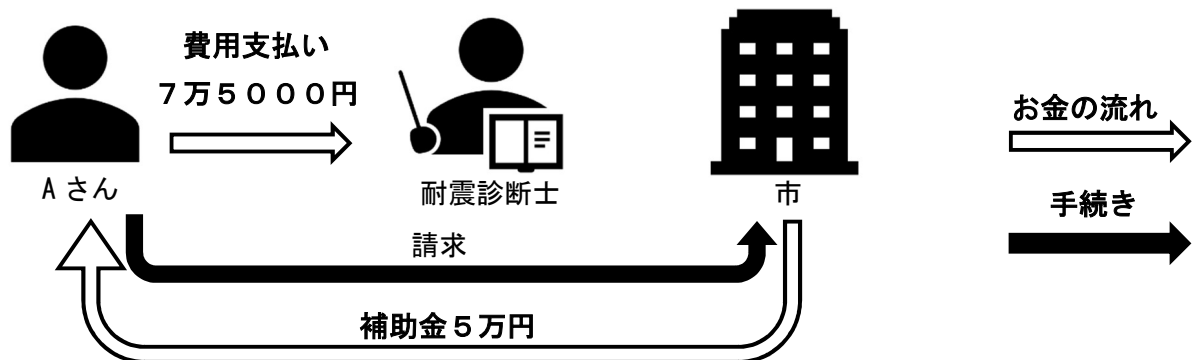 費用支払い
７万５０００円
お金の流れ
Aさん
耐震診断士
市
手続き
請求
補助金５万円